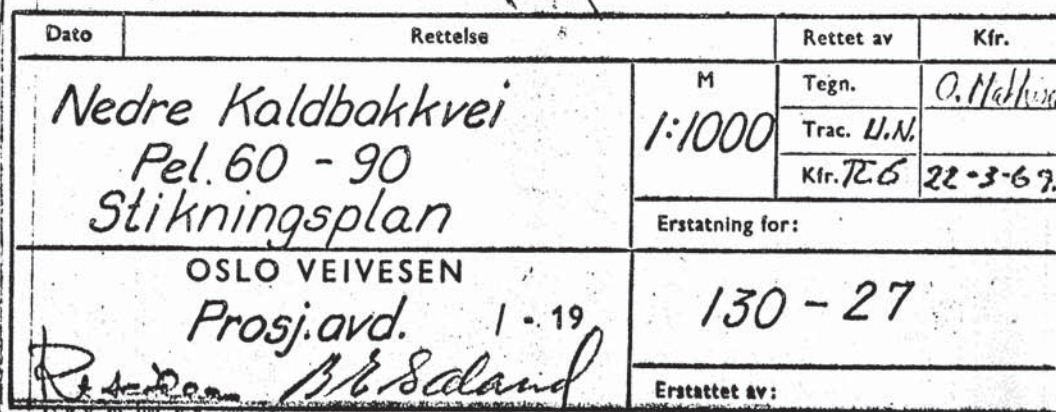 Dato Rettelse Rettet av Kfr.
Nedre Kaldbakkvei
Pel. 60 - 90
Stikningsplan
M
1:1000
Tegn.
Trac. U.N.
Kfr. 22-3-67
Erstatning for:
OSLO VEIVESEN
Prosj.avd. 1 - 19
130 - 27
Erstattet av: